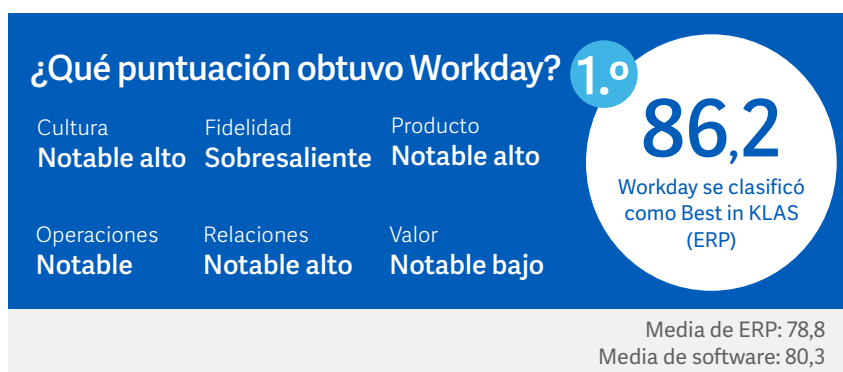 ¿Qué puntuación obtuvo Workday?
1.º
86,2
Workday se clasificó
como Best in KLAS
(ERP)
Cultura
Notable alto
Fidelidad
Sobresaliente
Producto
Notable alto
Operaciones
Notable
Relaciones
Notable alto
Valor
Notable bajo
Media de ERP: 78,8
Media de software: 80,3